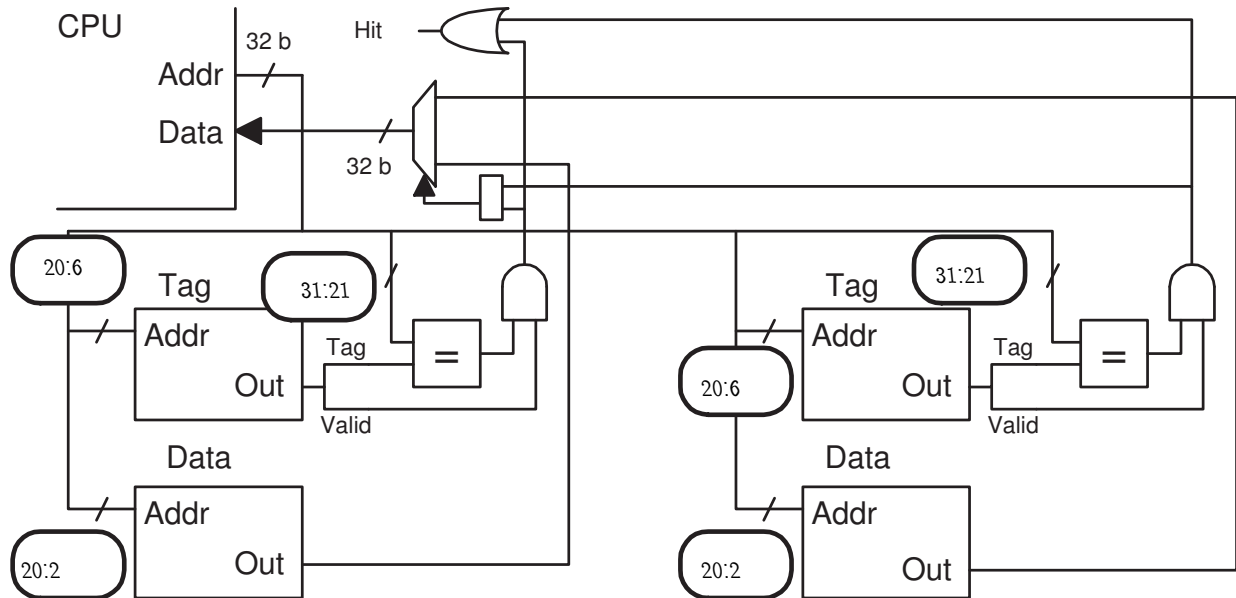 CPU
32 b
Hit
Addr
Data
32 b
20:6
Tag
31:21
Addr
Tag
=
Out
Valid
Data
Addr
20:2
Out
Tag
31:21
Addr
Tag
=
20:6
Out
Valid
Data
Addr
20:2
Out